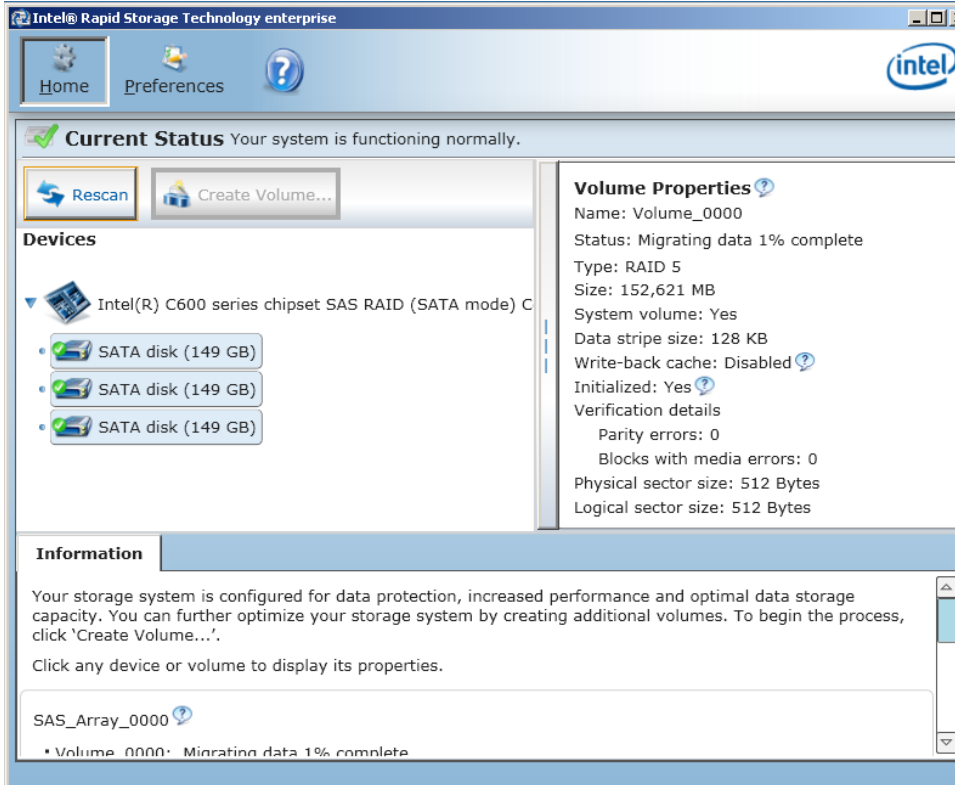 Intel® Rapid Storage Technology enterprise
Home
Preferences
?
intel
Current Status Your system is functioning normally.
Rescan
Create Volume...
Devices
Intel(R) C600 series chipset SAS RAID (SATA mode) C
SATA disk (149 GB)
SATA disk (149 GB)
SATA disk (149 GB)
Volume Properties
Name: Volume_0000
Status: Migrating data 1% complete
Type: RAID 5
Size: 152,621 MB
System volume: Yes
Data stripe size: 128 KB
Write-back cache: Disabled
Initialized: Yes
Verification details
Parity errors: 0
Blocks with media errors: 0
Physical sector size: 512 Bytes
Logical sector size: 512 Bytes
Information
Your storage system is configured for data protection, increased performance and optimal data storage
capacity. You can further optimize your storage system by creating additional volumes. To begin the process,
click ‘Create Volume...’.
Click any device or volume to display its properties.
SAS_Array_0000
Volume_0000: Migrating data 1% complete